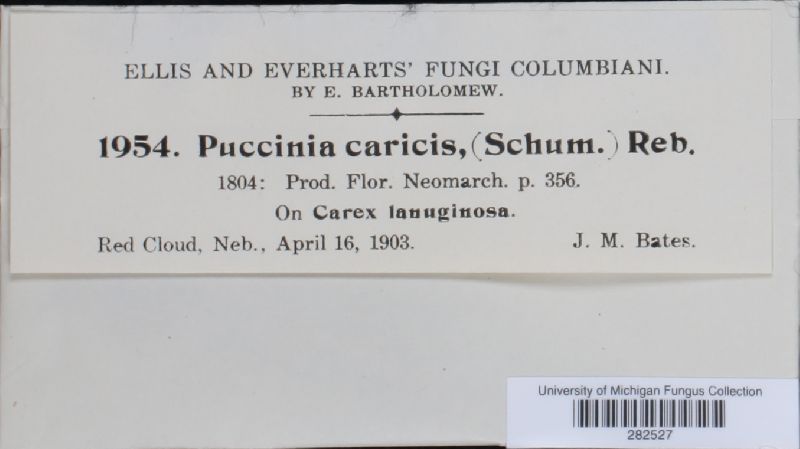 ELLIS AND EVERHARTS' FUNGI COLUMBIANI.
BY E. BARTHOLOMEW.
1954. Puccinia caricis, (Schum.) Reb.
1804: Prod. Flor. Neomarch. p. 356.
On Carex lanuginosa.
Red Cloud, Neb., April 16, 1903. J. M. Bates.
University of Michigan Fungus Collection
282527